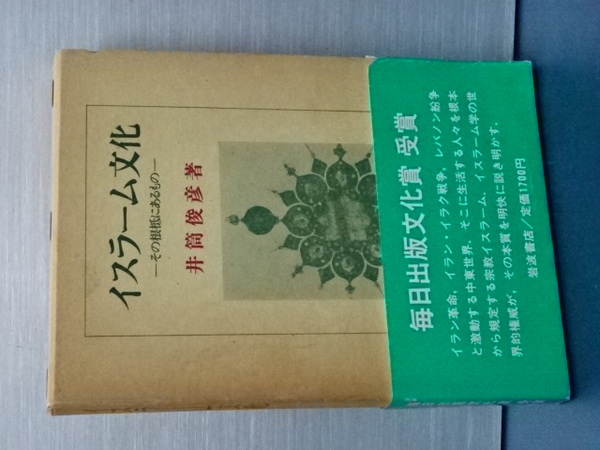 イスラーム文化
―その根柢にあるもの―
井筒俊彦著
毎日出版文化賞 受賞
イラン革命，イラン・イラク戦争，レバノン紛争
と激動する中東世界．そこに生活する人々を根本
から規定する宗教イスラーム．イスラーム学の世
界的権威が，その本質を明快に説き明かす．
岩波書店／定価1700円